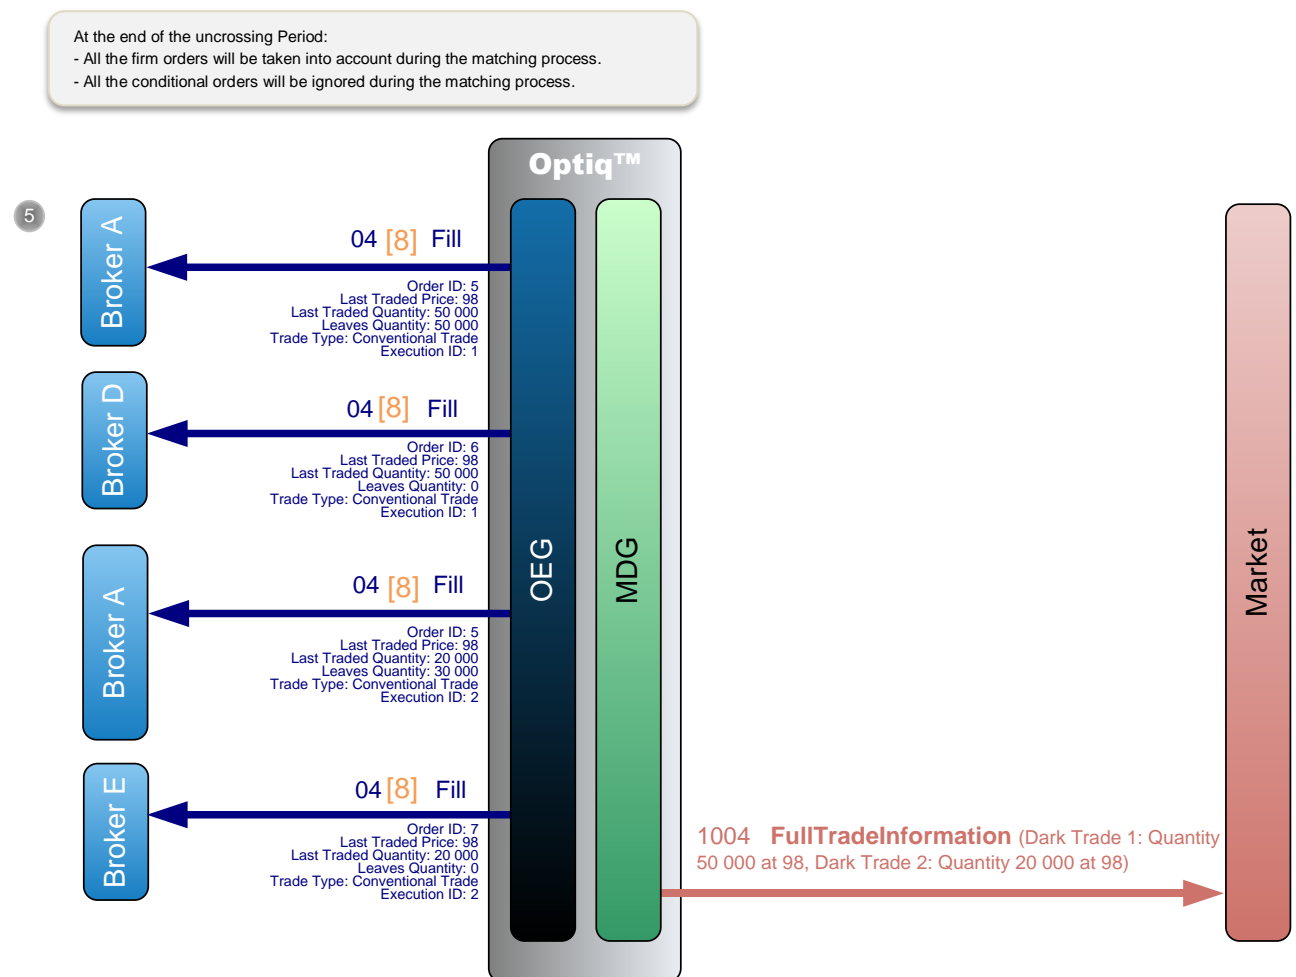 At the end of the uncrossing Period:
- All the firm orders will be taken into account during the matching process.
- All the conditional orders will be ignored during the matching process.
Optiq™
5
Broker A
04 [8] Fill
Order ID: 5
Last Traded Price: 98
Last Traded Quantity: 50 000
Leaves Quantity: 50 000
Trade Type: Conventional Trade
Execution ID: 1
Broker D
04 [8] Fill
Order ID: 6
Last Traded Price: 98
Last Traded Quantity: 50 000
Leaves Quantity: 0
Trade Type: Conventional Trade
Execution ID: 1
OEG
MDG
Market
Broker A
04 [8] Fill
Order ID: 5
Last Traded Price: 98
Last Traded Quantity: 20 000
Leaves Quantity: 30 000
Trade Type: Conventional Trade
Execution ID: 2
Broker E
04 [8] Fill
Order ID: 7
Last Traded Price: 98
Last Traded Quantity: 20 000
Leaves Quantity: 0
Trade Type: Conventional Trade
Execution ID: 2
1004 FullTradeInformation (Dark Trade 1: Quantity
50 000 at 98, Dark Trade 2: Quantity 20 000 at 98)